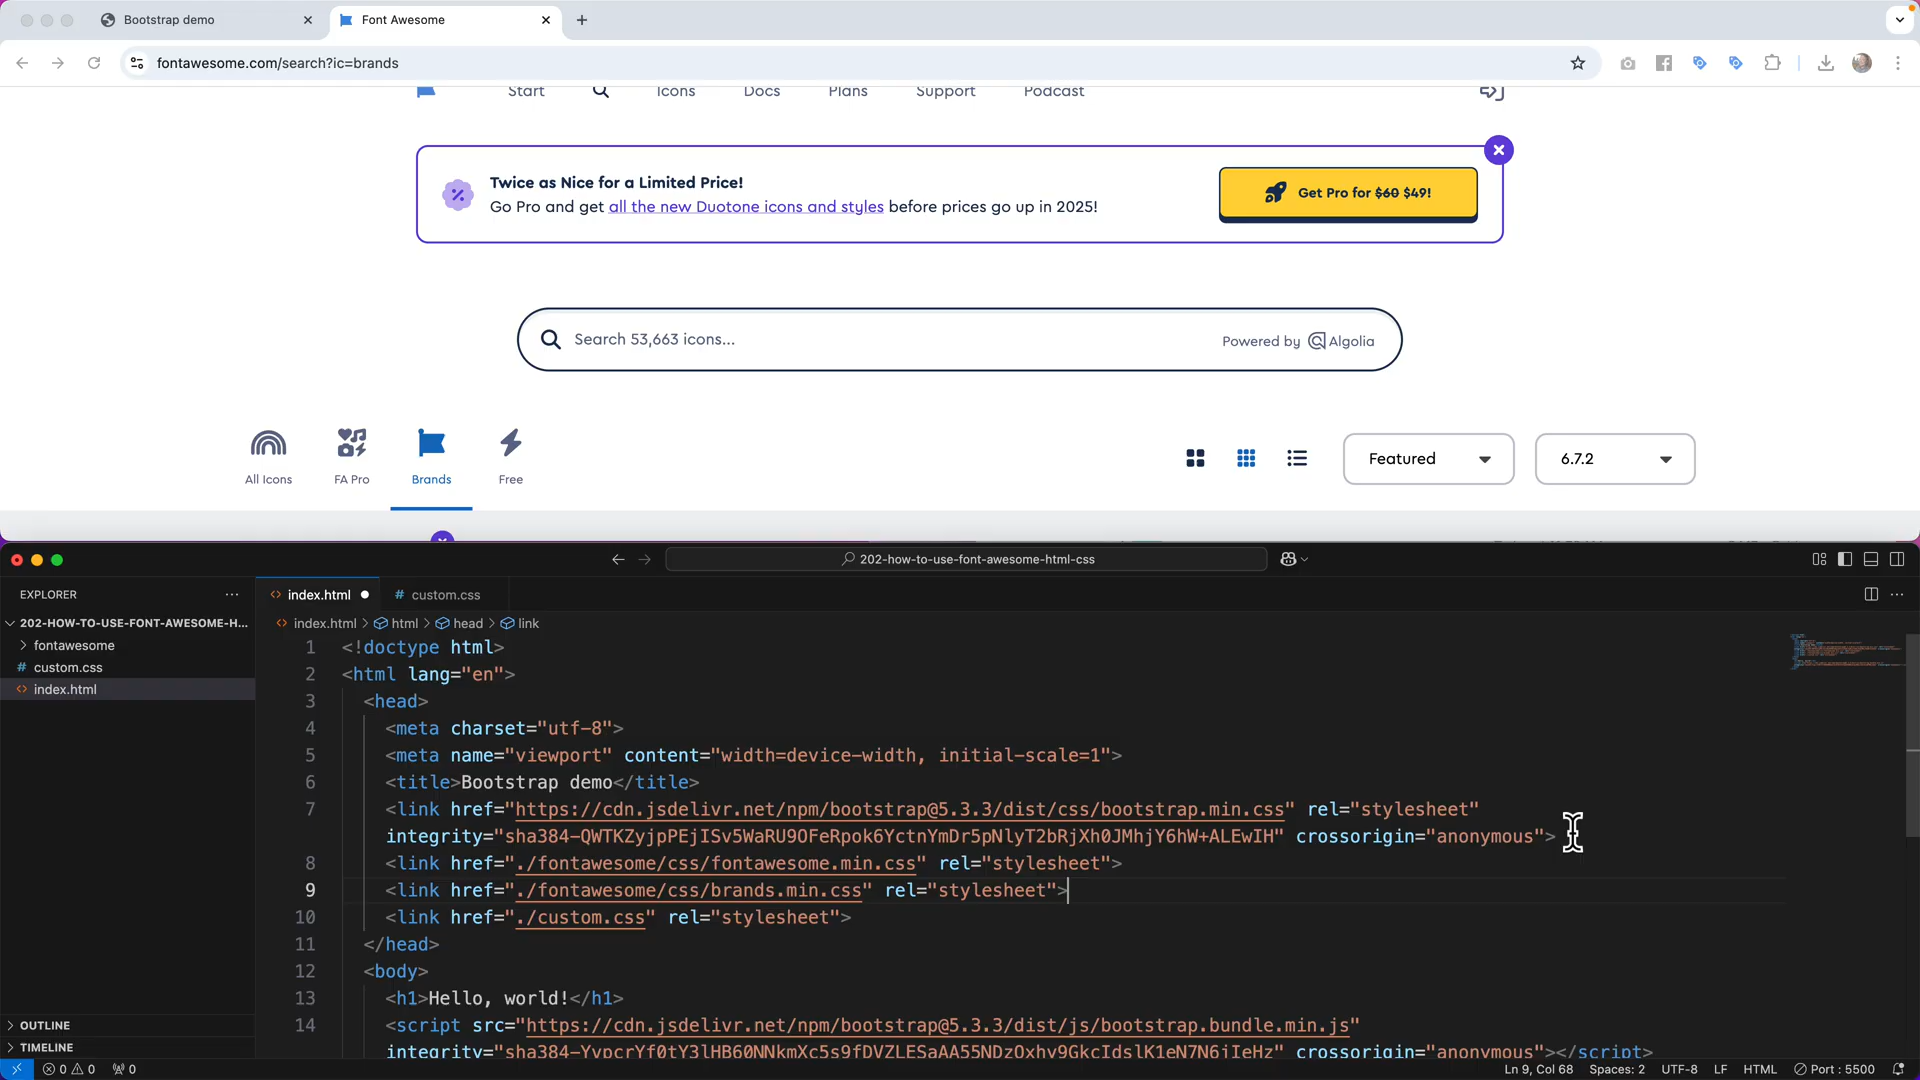 Bootstrap demo
Font Awesome
fontawesome.com/search?ic=brands
Start Icons Docs Plans Support Podcast
Twice as Nice for a Limited Price!
Go Pro and get all the new Duotone icons and styles before prices go up in 2025!
Get Pro for $60 $49!
Search 53,663 icons...
Powered by Algolia
All Icons
FA Pro
Brands
Free
Featured
6.7.2
202-how-to-use-font-awesome-html-css
EXPLORER
index.html
custom.css
202-HOW-TO-USE-FONT-AWESOME-H...
fontawesome
custom.css
index.html
OUTLINE
TIMELINE
index.html > html > head > link
1 <!doctype html>
2 <html lang="en">
3 <head>
4 <meta charset="utf-8">
5 <meta name="viewport" content="width=device-width, initial-scale=1">
6 <title>Bootstrap demo</title>
7 <link href="https://cdn.jsdelivr.net/npm/bootstrap@5.3.3/dist/css/bootstrap.min.css" rel="stylesheet"
integrity="sha384-QWTKZyjpPEjISv5WaRU9OFeRpok6YctnYmDr5pNlyT2bRjXh0JMhjY6hW+ALEwIH" crossorigin="anonymous">
8 <link href="./fontawesome/css/fontawesome.min.css" rel="stylesheet">
9 <link href="./fontawesome/css/brands.min.css" rel="stylesheet">
10 <link href="./custom.css" rel="stylesheet">
11 </head>
12 <body>
13 <h1>Hello, world!</h1>
14 <script src="https://cdn.jsdelivr.net/npm/bootstrap@5.3.3/dist/js/bootstrap.bundle.min.js"
integrity="sha384-YvpcrYf0tY3lHB60NNkmXc5s9fDVZLESaAA55NDzOxhy9GkcIdslK1eN7N6jIeHz" crossorigin="anonymous"></script>
0 0 0
Ln 9, Col 68 Spaces: 2 UTF-8 LF HTML Port : 5500